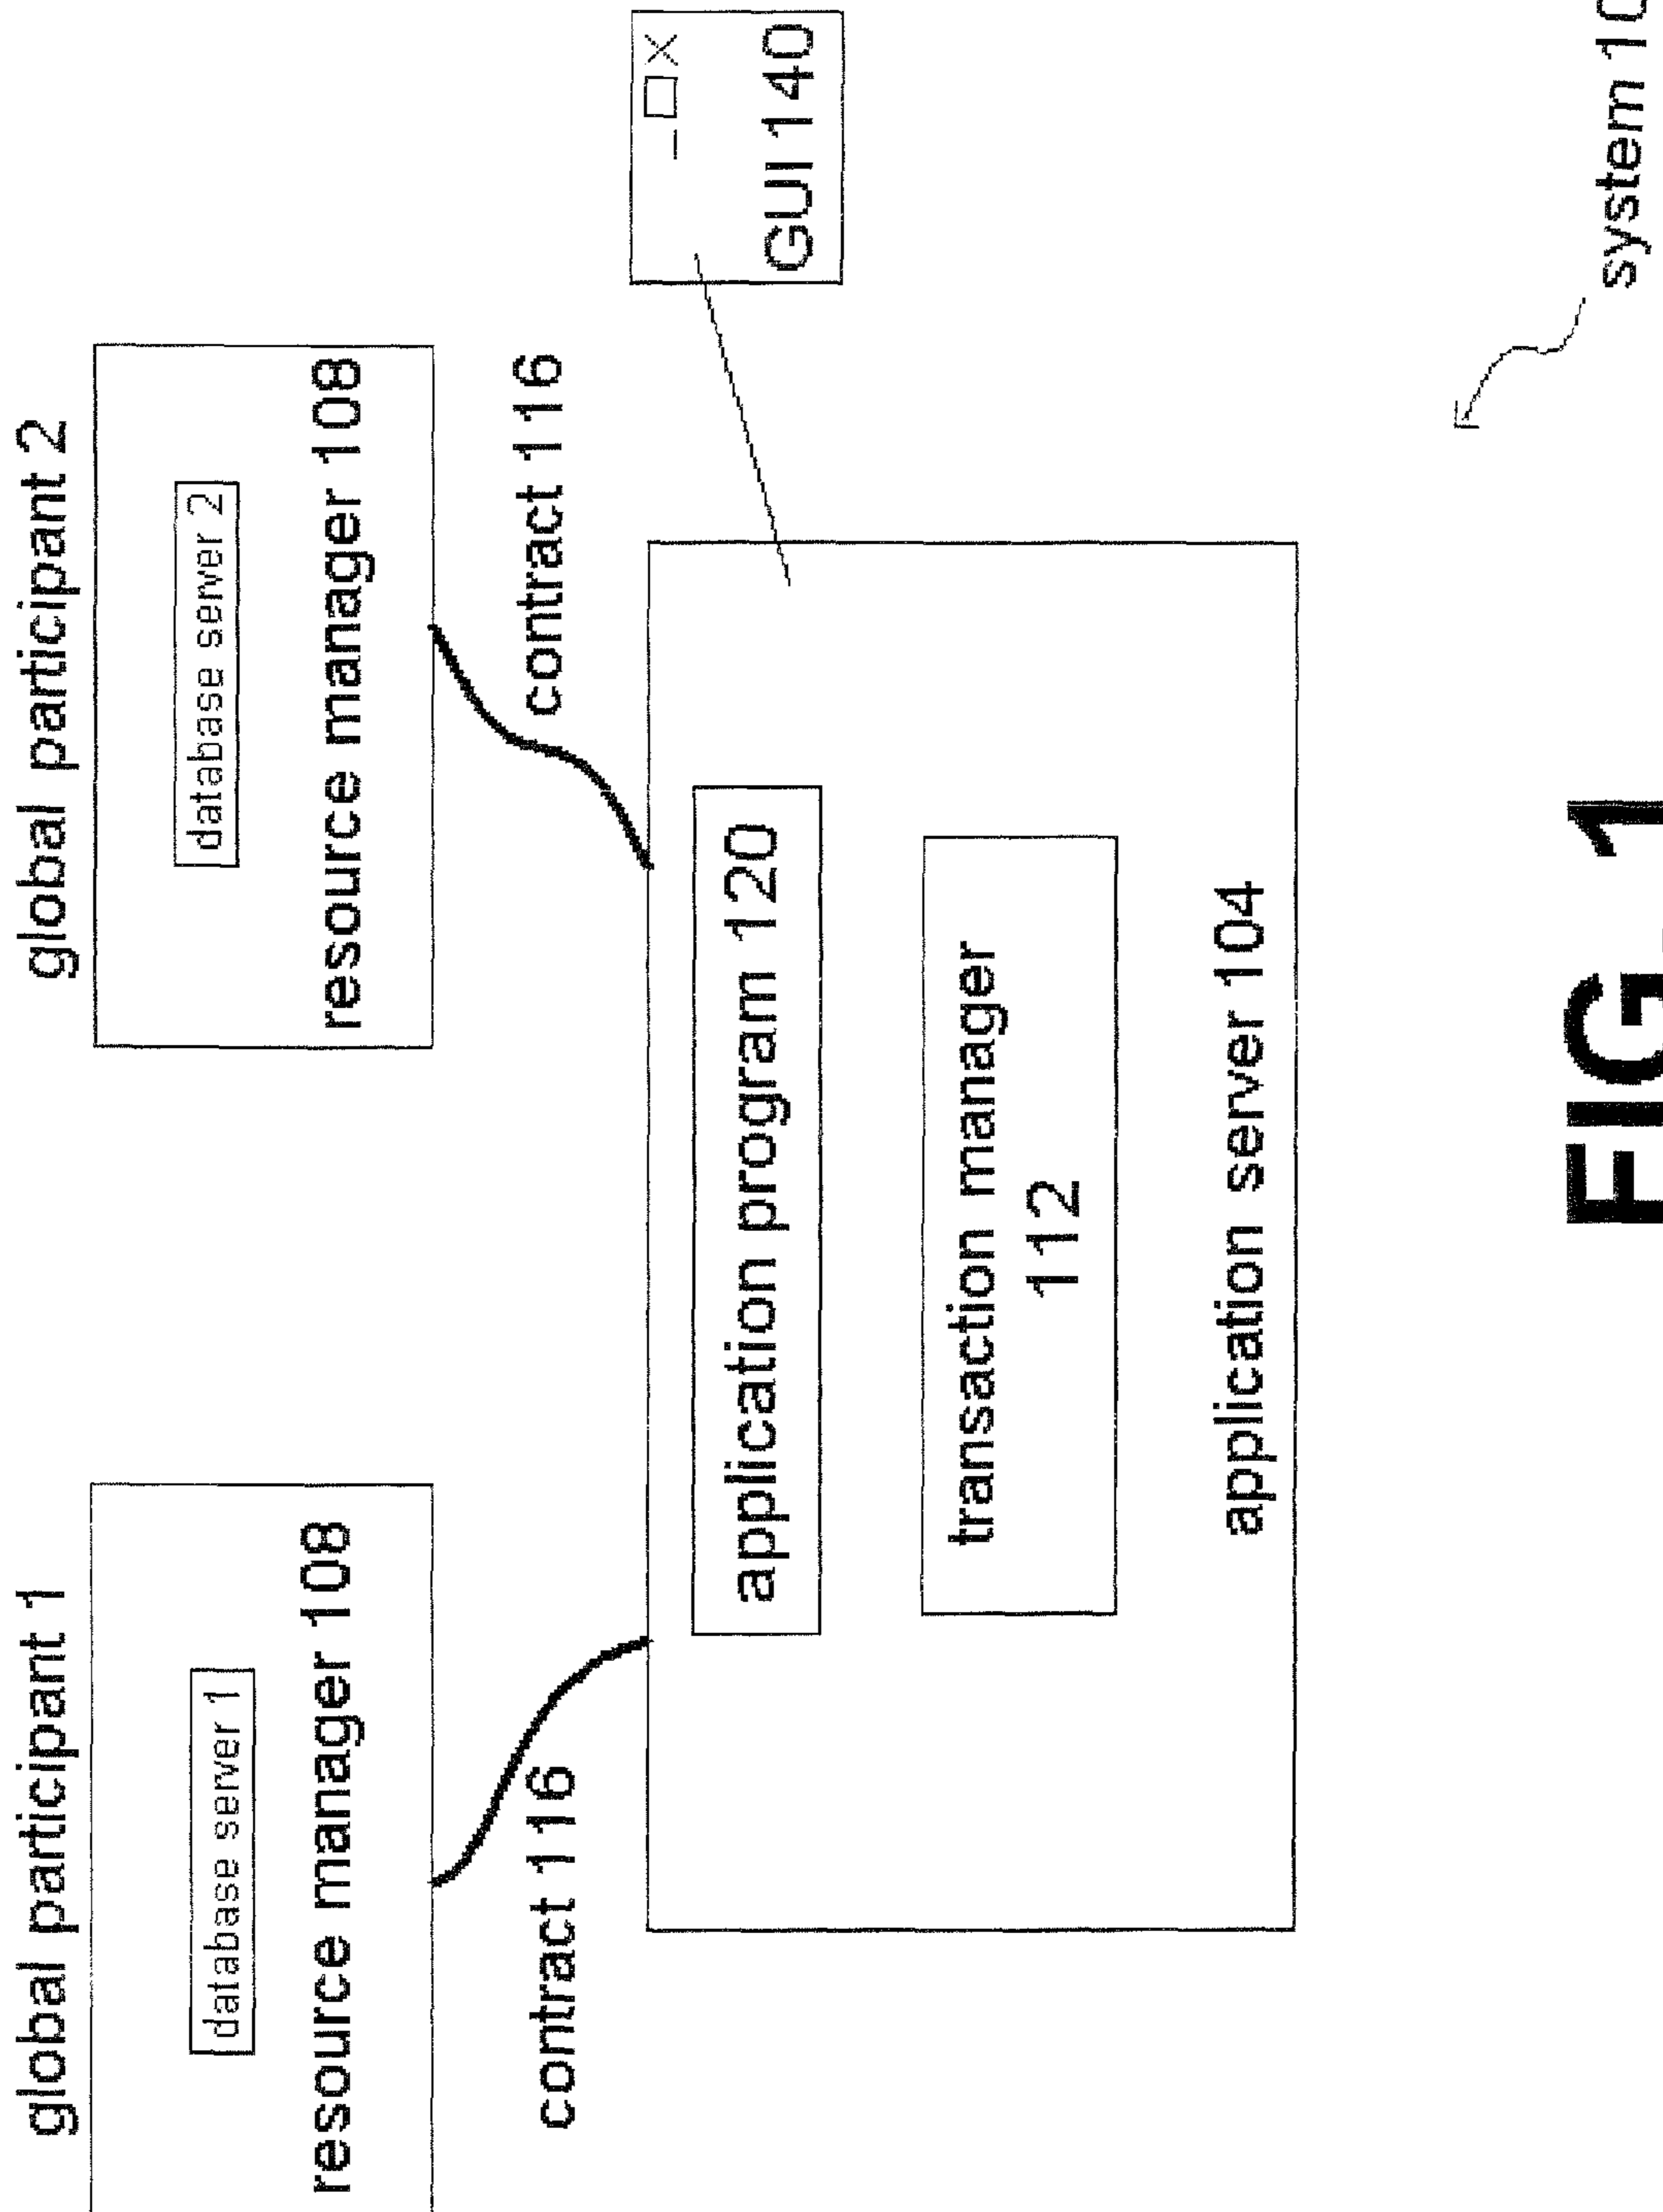 global participant 1
database server 1
resource manager 108
global participant 2
database server 2
resource manager 108
contract 116
contract 116
GUI 140
application program 120
transaction manager
112
application server 104
system
FIG. 1